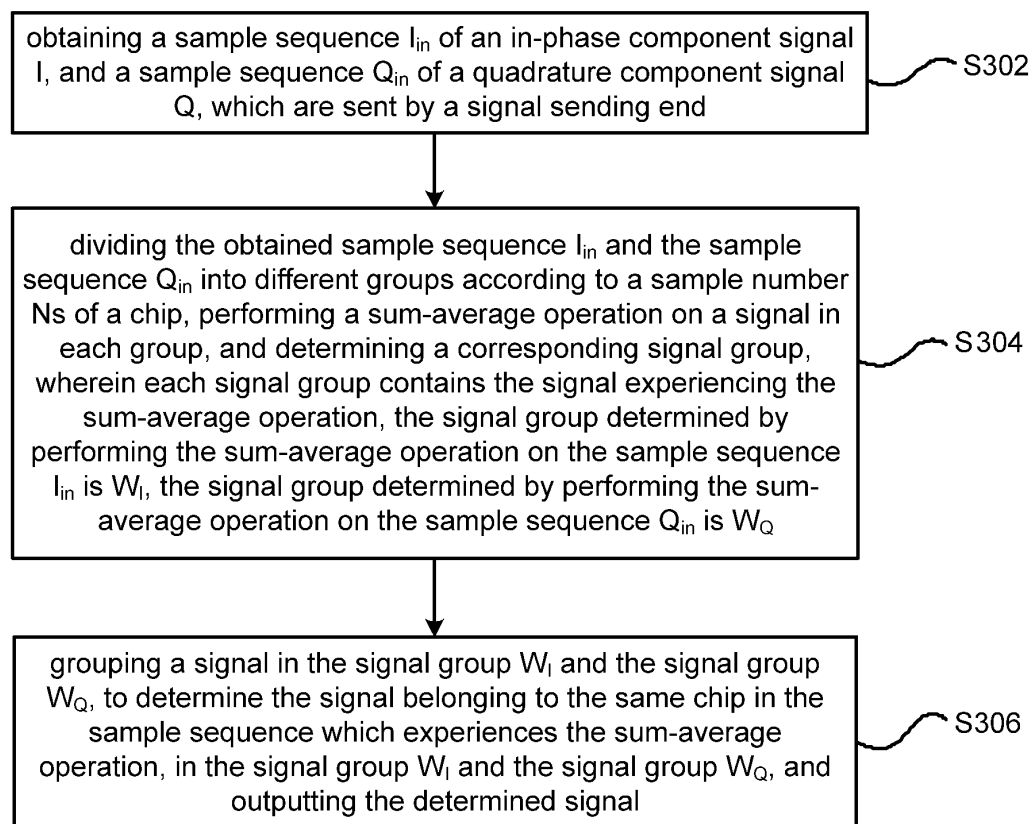 obtaining a sample sequence Iin of an in-phase component signal
I, and a sample sequence Qin of a quadrature component signal
Q, which are sent by a signal sending end
S302
dividing the obtained sample sequence Iin and the sample
sequence Qin into different groups according to a sample number
Ns of a chip, performing a sum-average operation on a signal in
each group, and determining a corresponding signal group,
wherein each signal group contains the signal experiencing the
sum-average operation, the signal group determined by
performing the sum-average operation on the sample sequence
Iin is WI, the signal group determined by performing the sum-
average operation on the sample sequence Qin is WQ
S304
grouping a signal in the signal group WI and the signal group
WQ, to determine the signal belonging to the same chip in the
sample sequence which experiences the sum-average
operation, in the signal group WI and the signal group WQ, and
outputting the determined signal
S306